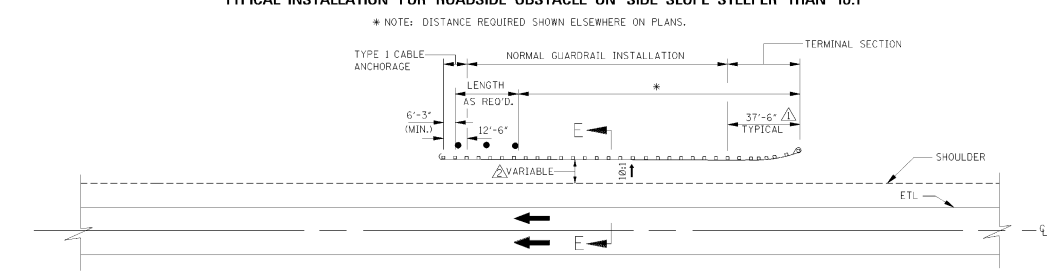 TYPICAL INSTALLATION FOR ROADSIDE OBSTACLE ON SIDE SLOPE STEEPER THAN 10:1
* NOTE: DISTANCE REQUIRED SHOWN ELSEWHERE ON PLANS.
TYPE 1 CABLE
ANCHORAGE
NORMAL GUARDRAIL INSTALLATION
TERMINAL SECTION
LENGTH
AS REQ'D.
*
6'-3"
(MIN.)
12'-6"
E
37'-6" 1
TYPICAL
2 VARIABLE
10:1
SHOULDER
ETL
E
℄